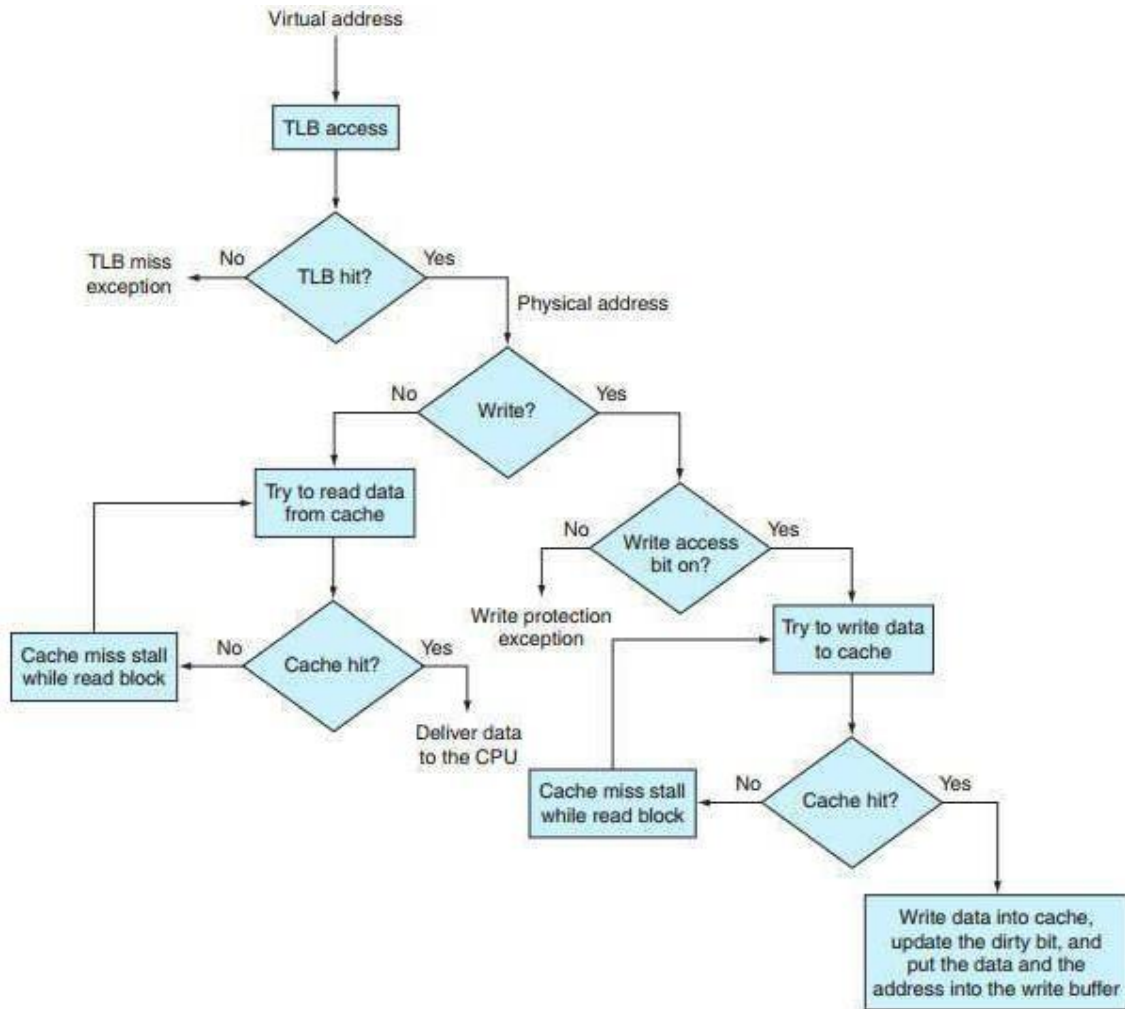 Virtual address
TLB access
No
Yes
TLB miss
exception
TLB hit?
Physical address
No
Yes
Write?
Try to read data
from cache
No
Yes
Write access
bit on?
Write protection
exception
Try to write data
to cache
Cache miss stall
while read block
No
Yes
Cache hit?
Deliver data
to the CPU
Cache miss stall
while read block
No
Yes
Cache hit?
Write data into cache,
update the dirty bit, and
put the data and the
address into the write buffer